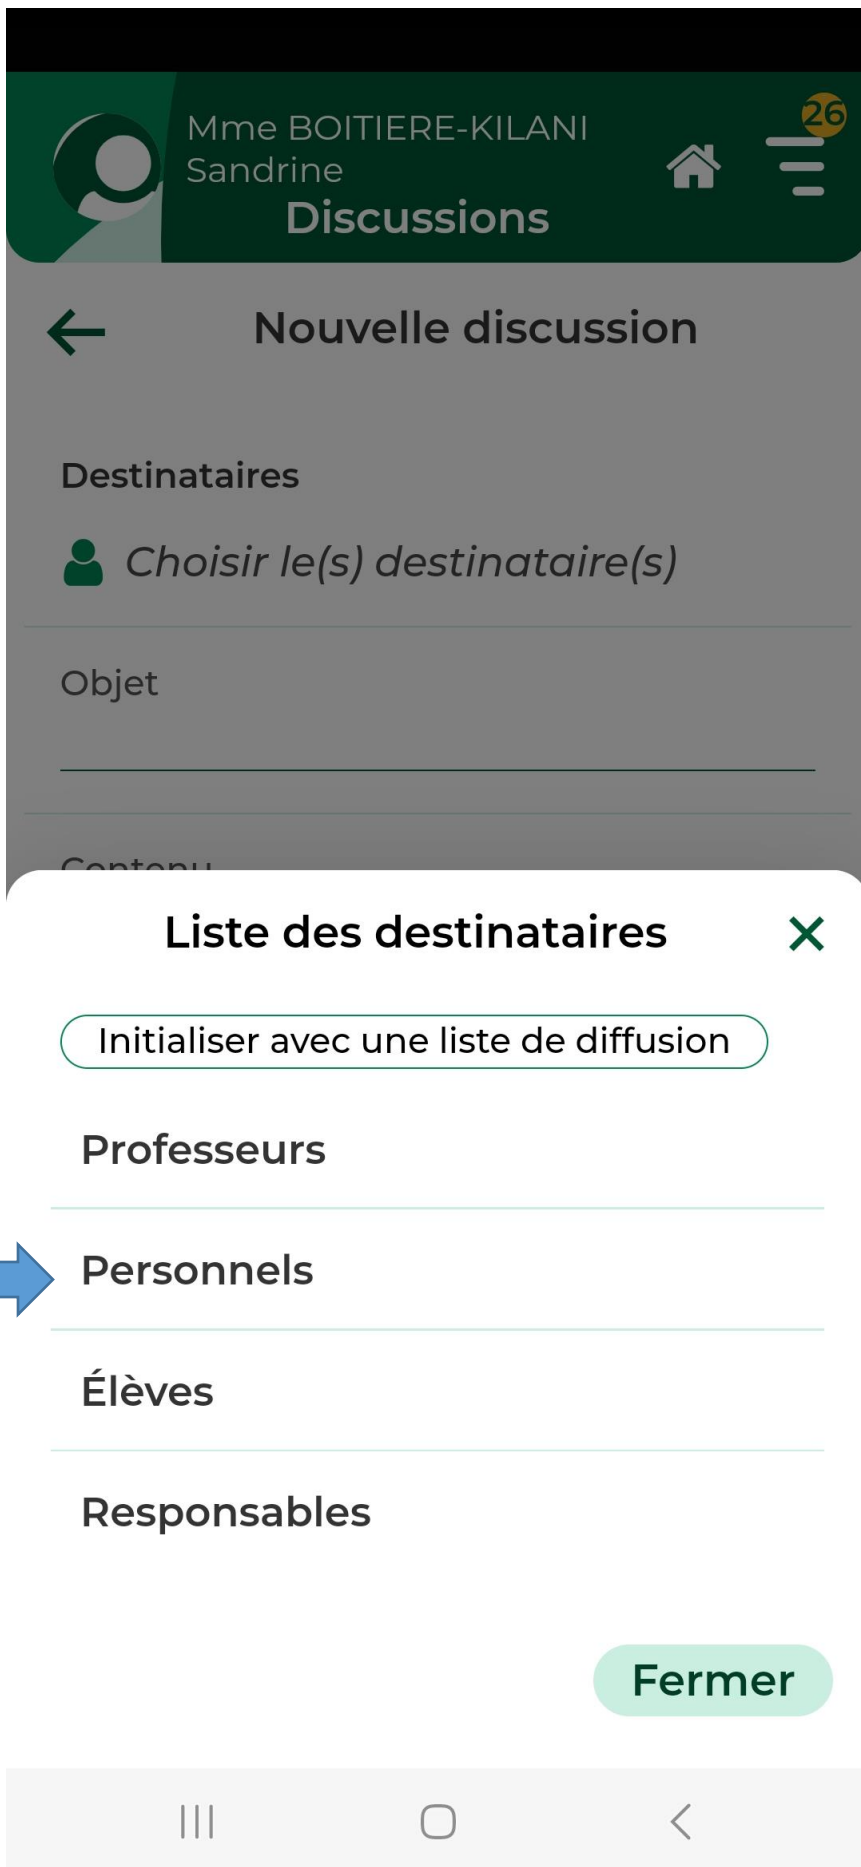 Mme BOITIERE-KILANI
Sandrine
26
Discussions
Nouvelle discussion
Destinataires
Choisir le(s) destinataire(s)
Objet
Contenu
Liste des destinataires
Initialiser avec une liste de diffusion
Professeurs
Personnels
Élèves
Responsables
Fermer